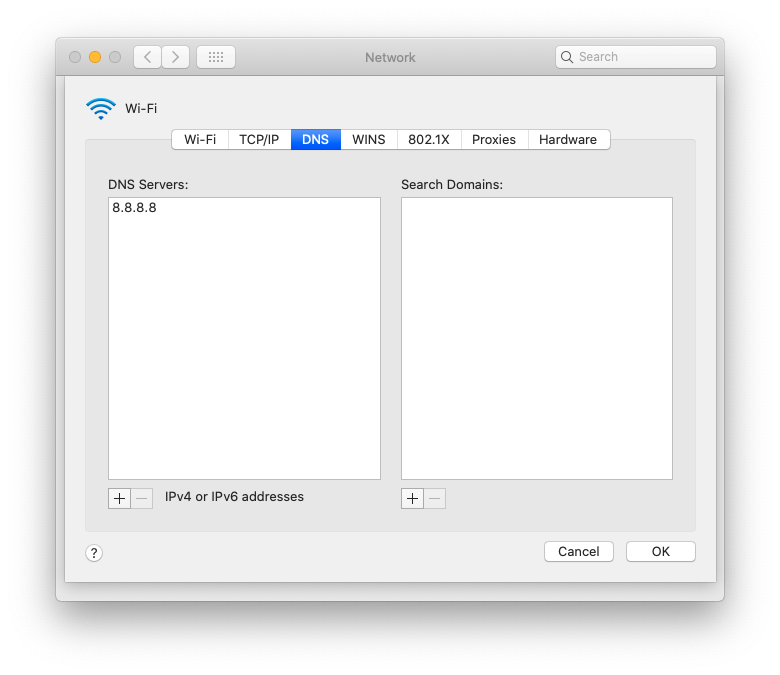 Network
Search
Wi-Fi
Wi-Fi TCP/IP DNS WINS 802.1X Proxies Hardware
DNS Servers: Search Domains:
8.8.8.8
+ − IPv4 or IPv6 addresses + −
? Cancel OK